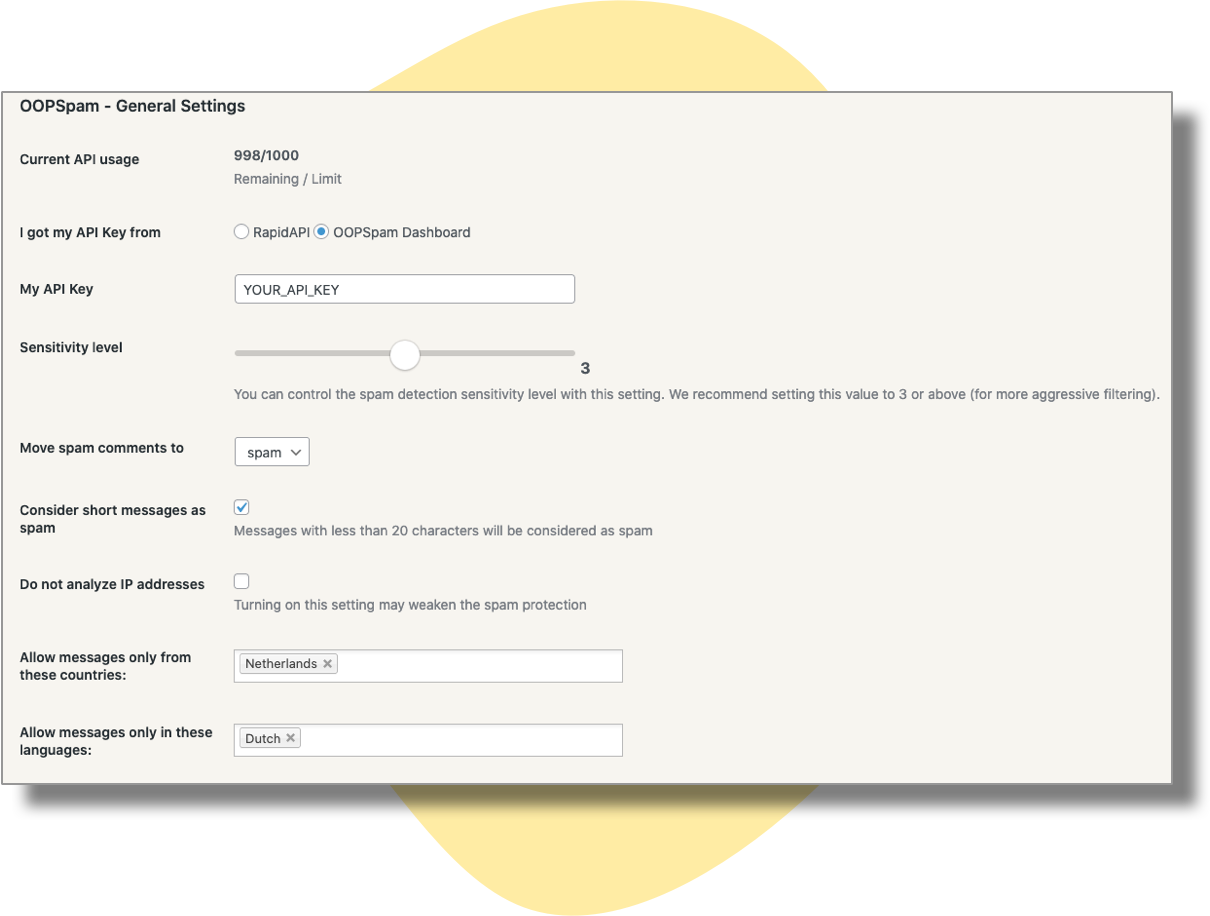 OOPSpam - General Settings
Current API usage
998/1000
Remaining / Limit
I got my API Key from
RapidAPI OOPSpam Dashboard
My API Key
YOUR_API_KEY
Sensitivity level
3
You can control the spam detection sensitivity level with this setting. We recommend setting this value to 3 or above (for more aggressive filtering).
Move spam comments to
spam
Consider short messages as
spam
Messages with less than 20 characters will be considered as spam
Do not analyze IP addresses
Turning on this setting may weaken the spam protection
Allow messages only from
these countries:
Netherlands
Allow messages only in these
languages:
Dutch